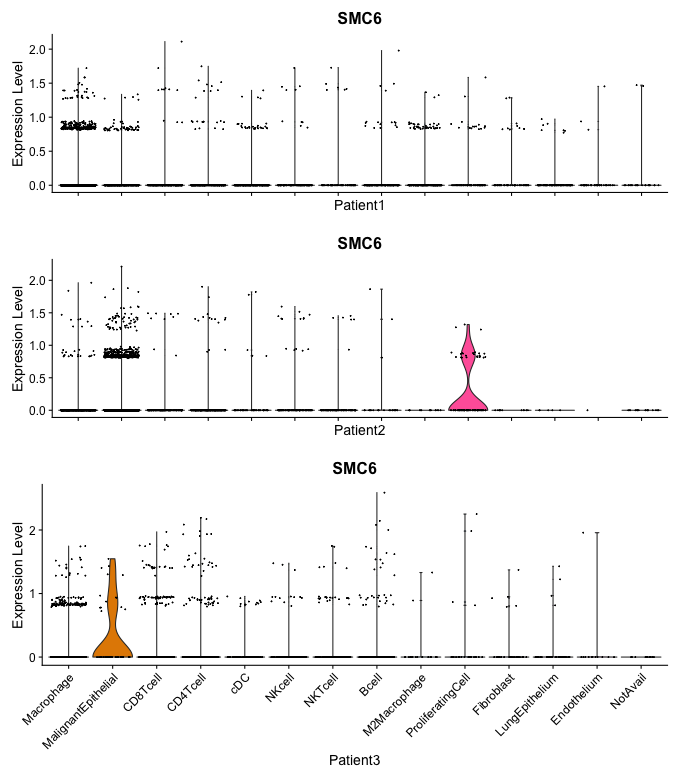 SMC6
Expression Level
2.0
1.5
1.0
0.5
0.0
Patient1
SMC6
Expression Level
2.0
1.5
1.0
0.5
0.0
Patient2
SMC6
Expression Level
2
1
0
Macrophage
MalignantEpithelial
CD8Tcell
CD4Tcell
cDC
NKcell
NKTcell
Bcell
M2Macrophage
ProliferatingCell
Fibroblast
LungEpithelium
Endothelium
NotAvail
Patient3